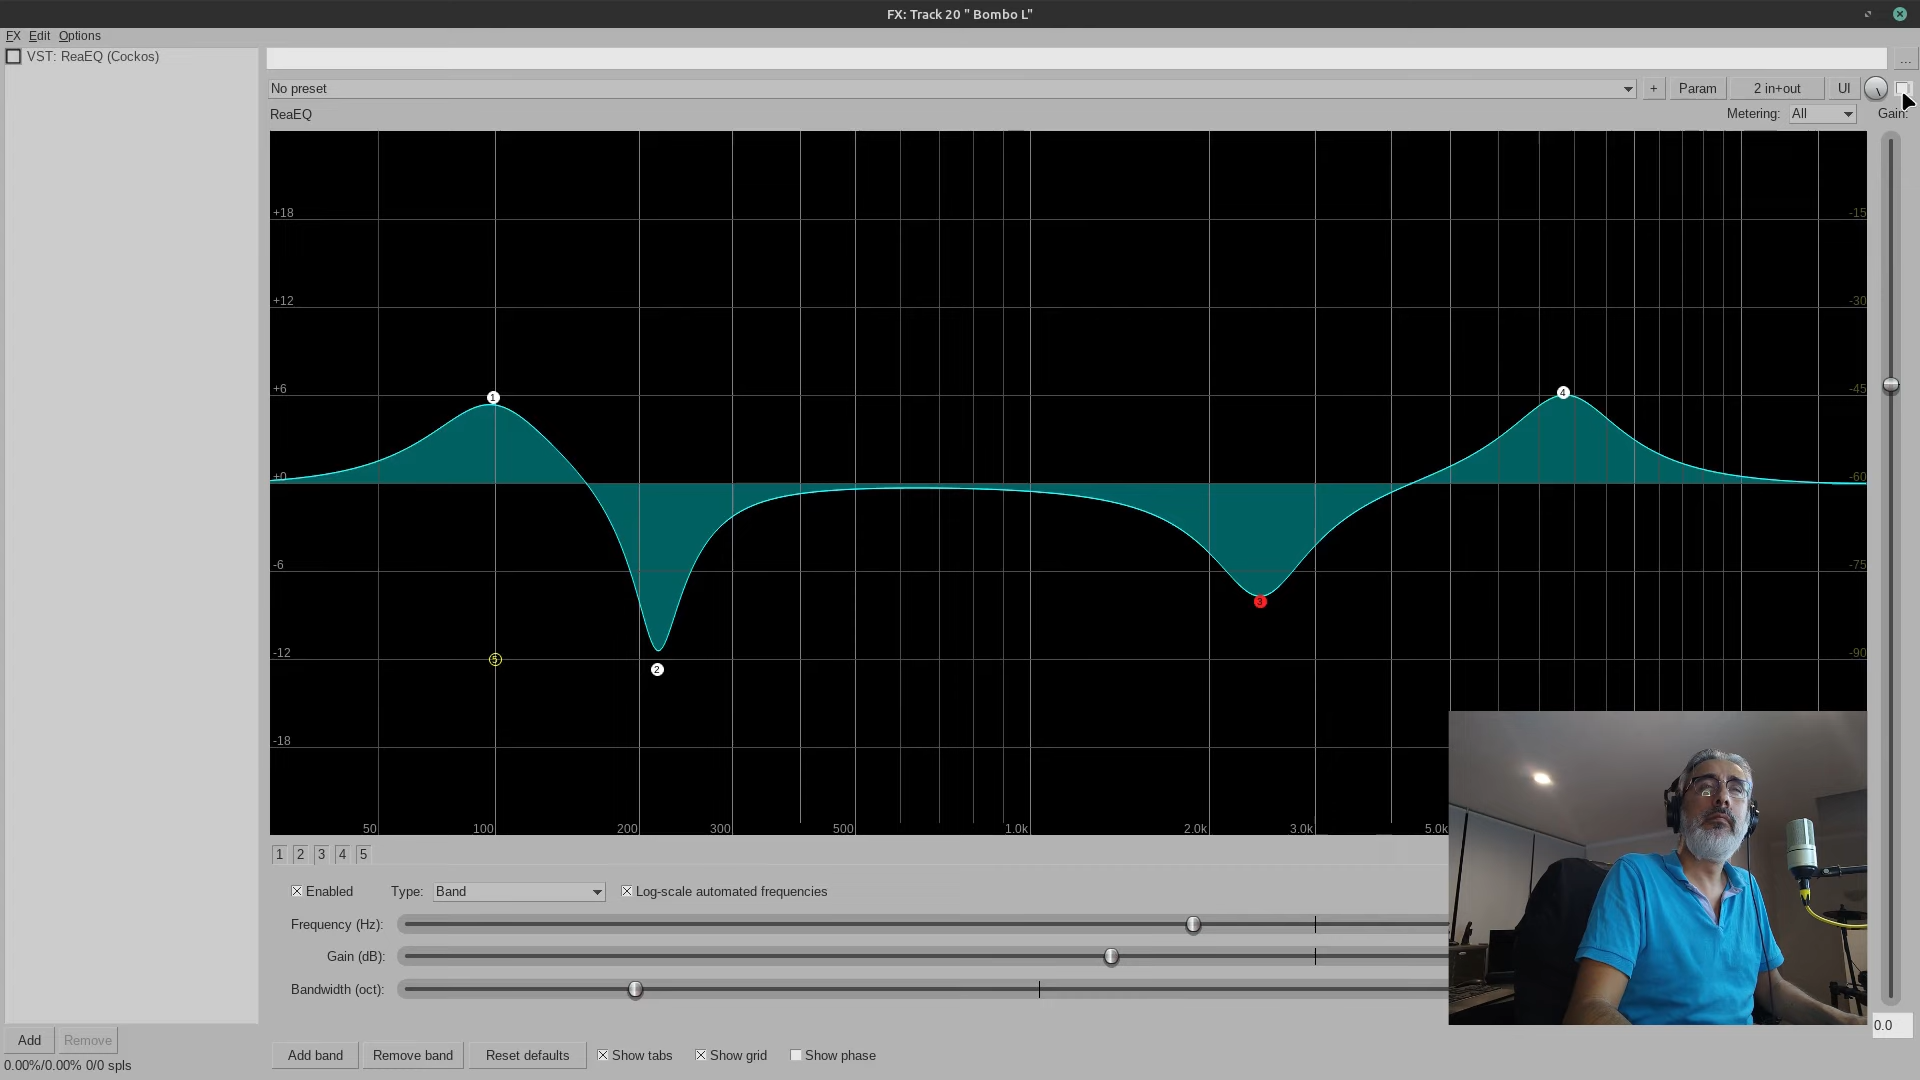 FX: Track 20 " Bombo L"
FX Edit Options
VST: ReaEQ (Cockos)
...
No preset
+ Param 2 in+out UI
ReaEQ
Metering: All Gain:
+18 -15
+12 -30
+6 -45
+0 -60
-6 -75
-12 -90
-18
1
2
3
4
5
50 100 200 300 500 1.0k 2.0k 3.0k 5.0k
1 2 3 4 5
Enabled Type: Band Log-scale automated frequencies
Frequency (Hz):
Gain (dB):
Bandwidth (oct):
0.0
Add Remove
Add band Remove band Reset defaults Show tabs Show grid Show phase
0.00%/0.00% 0/0 spls